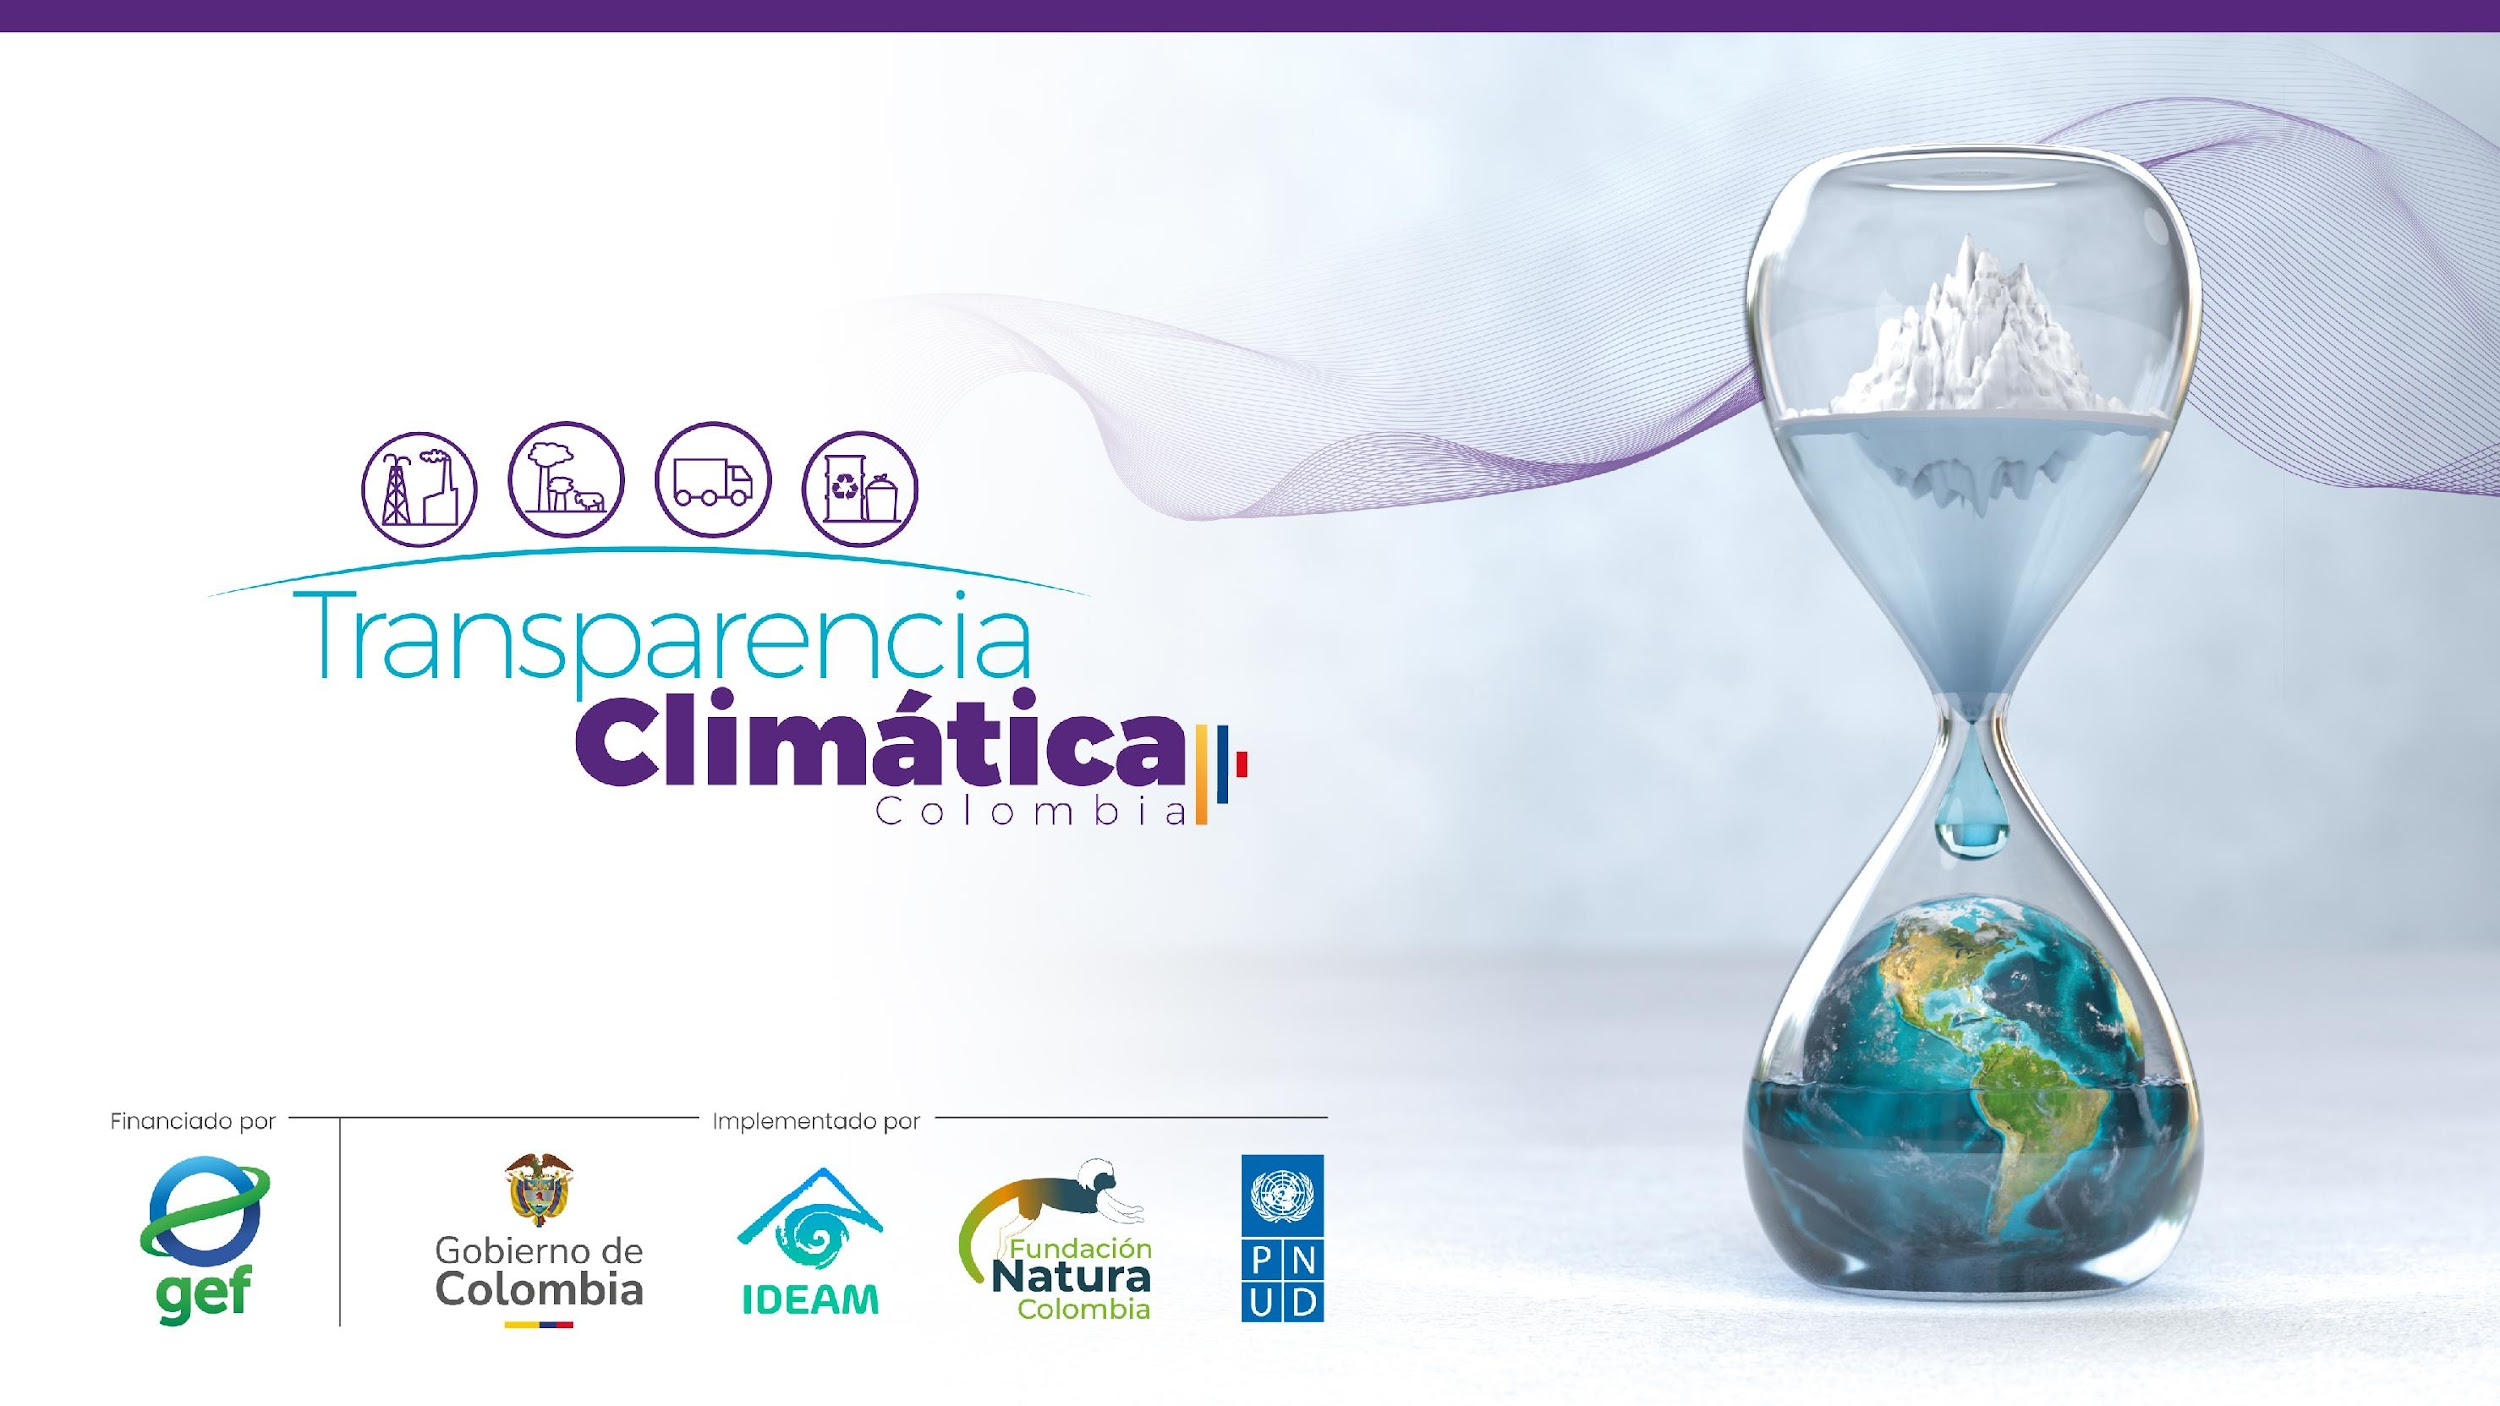 Transparencia
Climática
Colombia
Financiado por
Implementado por
gef
Gobierno de
Colombia
IDEAM
Fundación
Natura
Colombia
P N
U D